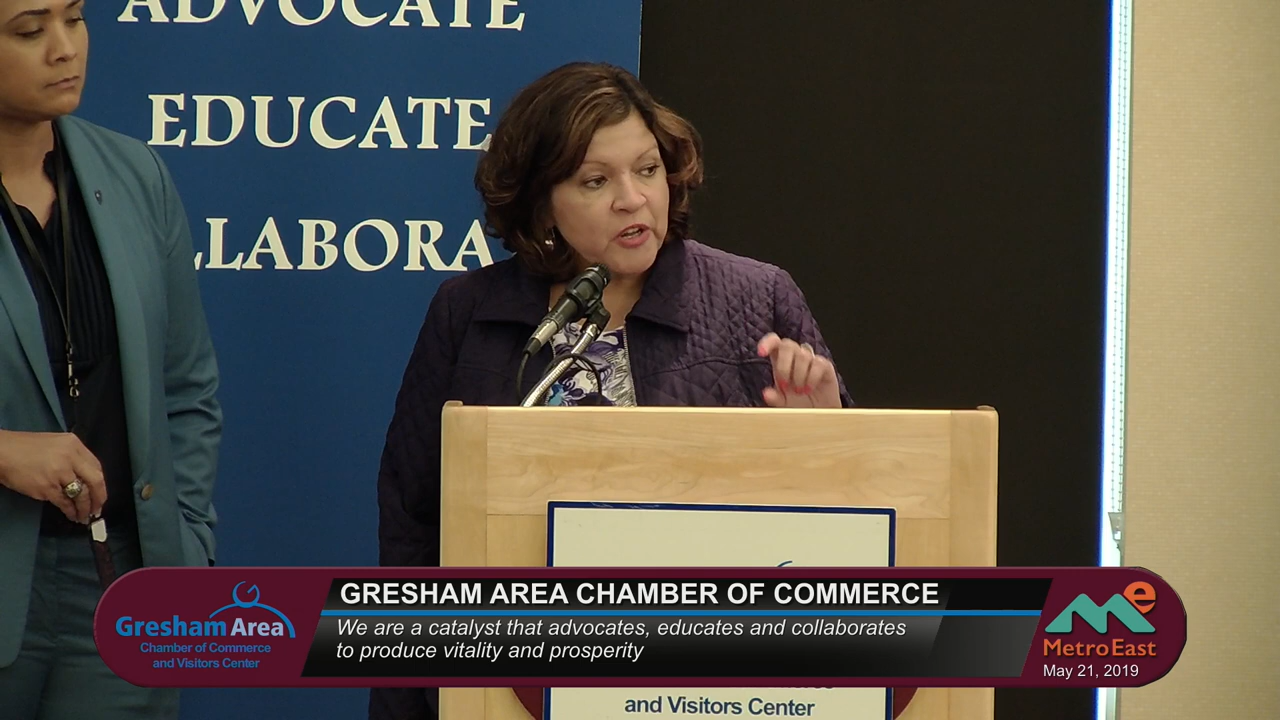 ADVOCATE
EDUCATE
LLABORA
GRESHAM AREA CHAMBER OF COMMERCE
We are a catalyst that advocates, educates and collaborates
to produce vitality and prosperity
Gresham Area
Chamber of Commerce
and Visitors Center
Me
MetroEast
May 21, 2019
and Visitors Center